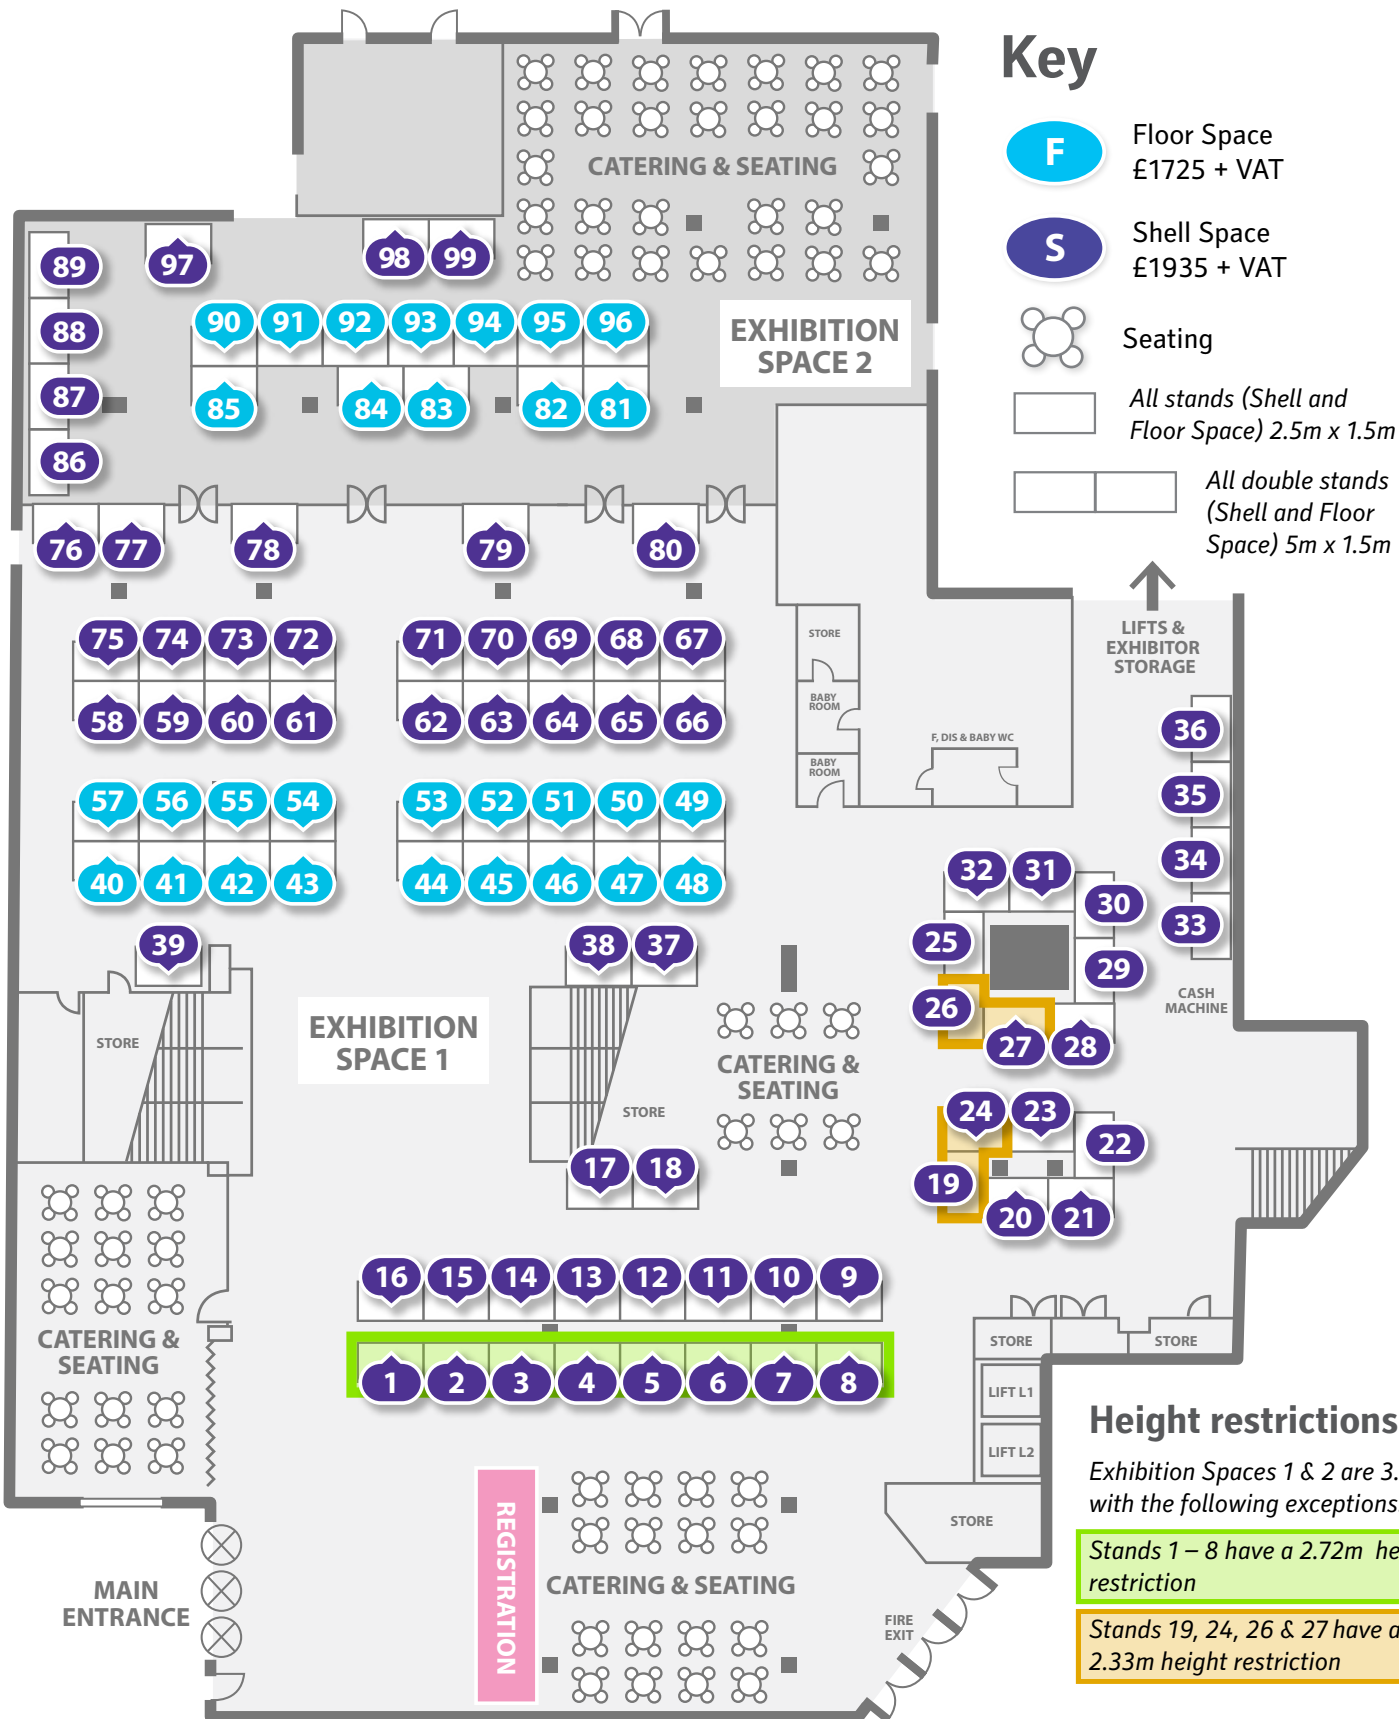 Key
F
Floor Space
£1725 + VAT
S
Shell Space
£1935 + VAT
Seating
All stands (Shell and
Floor Space) 2.5m x 1.5m
All double stands
(Shell and Floor
Space) 5m x 1.5m
CATERING & SEATING
89
97
98 99
88
90 91 92 93 94 95 96
EXHIBITION
SPACE 2
87
85 84 83 82 81
86
76 77 78 79 80
LIFTS &
EXHIBITOR
STORAGE
75 74 73 72 71 70 69 68 67
STORE
BABY
ROOM
58 59 60 61 62 63 64 65 66
F, DIS & BABY WC
BABY
ROOM
57 56 55 54 53 52 51 50 49
40 41 42 43 44 45 46 47 48
36
35
34
33
CASH
MACHINE
32 31
30
25
29
26
27 28
39
38 37
STORE
EXHIBITION
SPACE 1
CATERING &
SEATING
STORE
24 23
22
19
20 21
17 18
16 15 14 13 12 11 10 9
1 2 3 4 5 6 7 8
CATERING &
SEATING
STORE
STORE
LIFT L1
LIFT L2
STORE
REGISTRATION
CATERING & SEATING
MAIN
ENTRANCE
FIRE
EXIT
Height restrictions
Exhibition Spaces 1 & 2 are 3.
with the following exceptions
Stands 1 – 8 have a 2.72m he
restriction
Stands 19, 24, 26 & 27 have a
2.33m height restriction